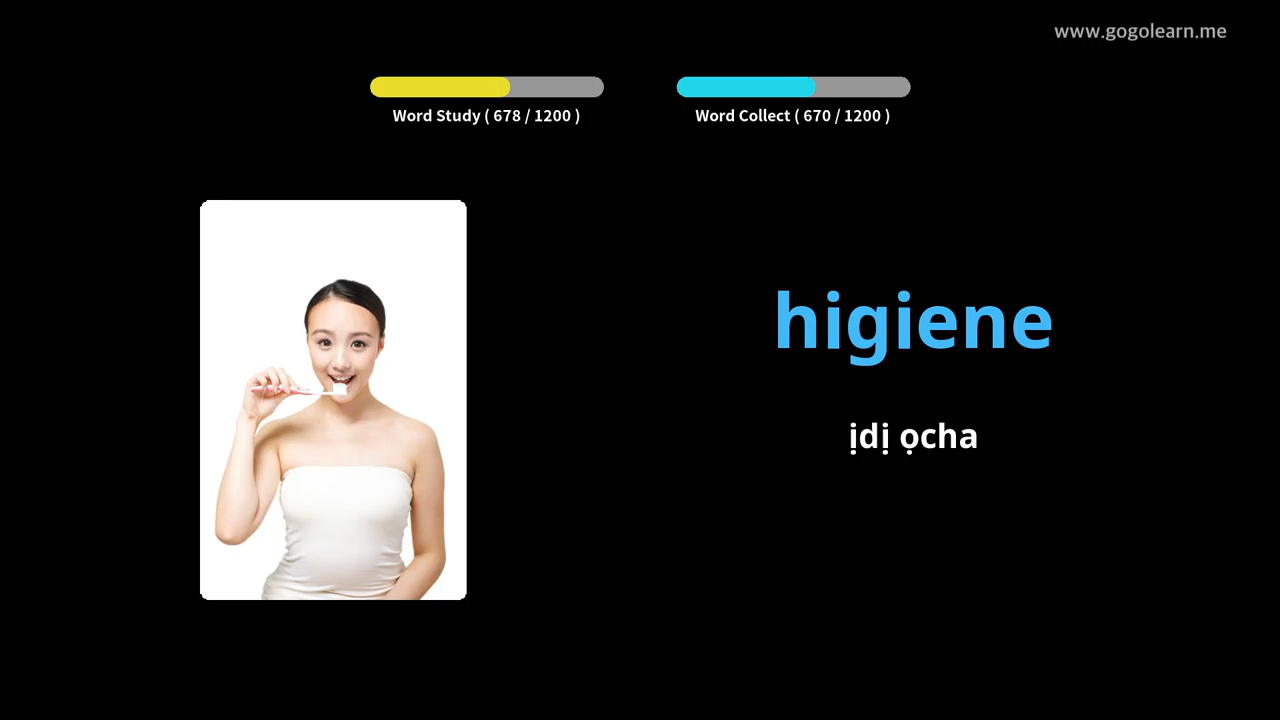 www.gogolearn.me
Word Study ( 678 / 1200 )
Word Collect ( 670 / 1200 )
higiene
ịdị ọcha